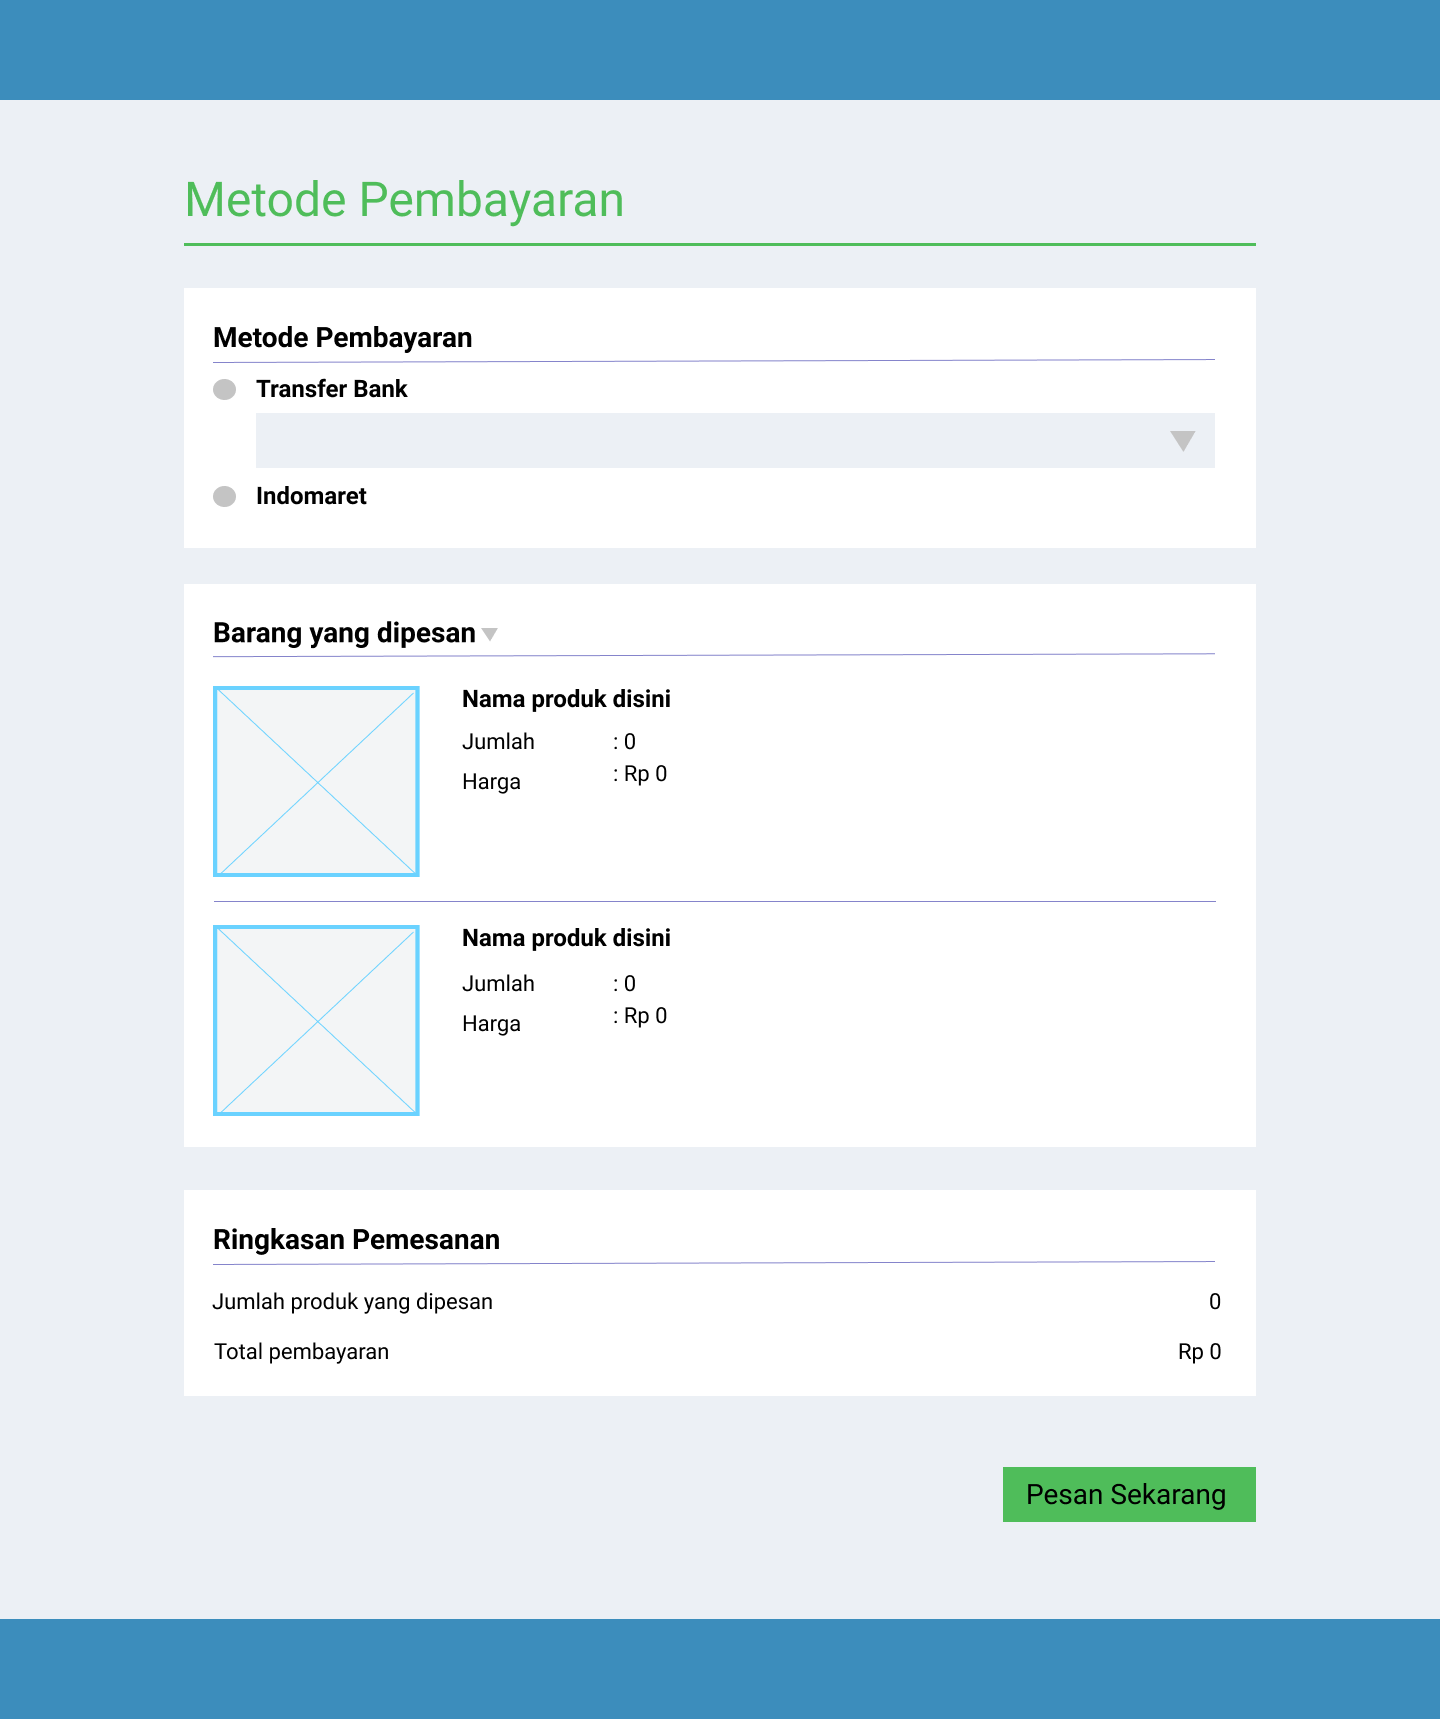 Metode Pembayaran
Metode Pembayaran
Transfer Bank
Indomaret
Barang yang dipesan
Nama produk disini
Jumlah : 0
Harga : Rp 0
Nama produk disini
Jumlah : 0
Harga : Rp 0
Ringkasan Pemesanan
Jumlah produk yang dipesan 0
Total pembayaran Rp 0
Pesan Sekarang